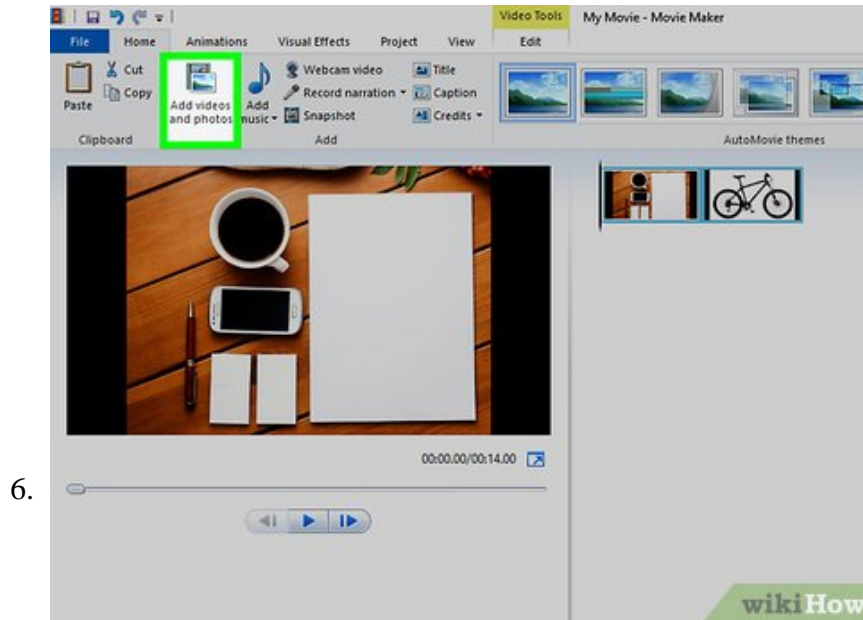 Video Tools
My Movie - Movie Maker
File
Home
Animations
Visual Effects
Project
View
Edit
Paste
Cut
Copy
Clipboard
Add videos
and photos
Add
music
Webcam video
Record narration
Snapshot
Title
Caption
Credits
Add
AutoMovie themes
00:00.00/00:14.00
6.
wikiHow